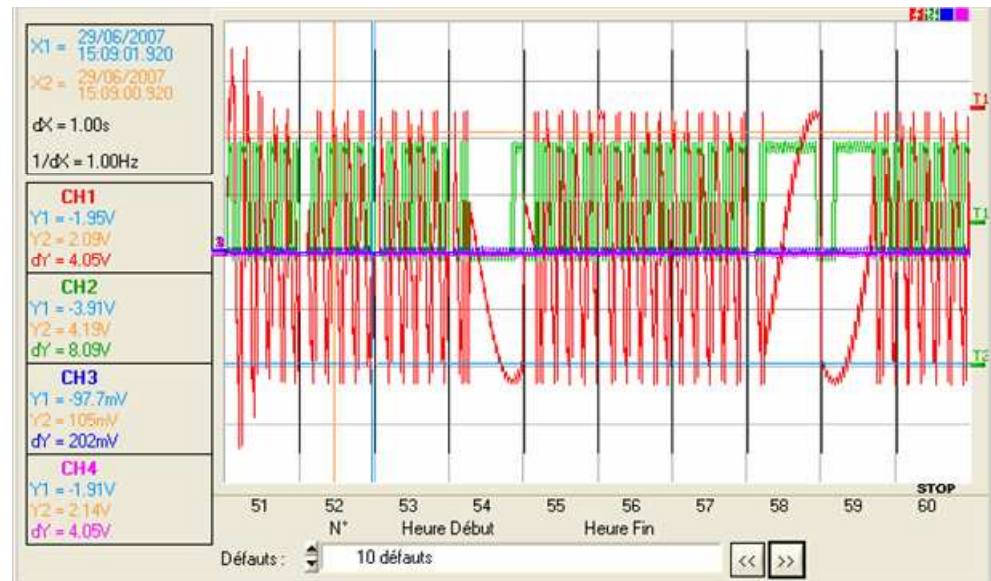 X1 = 29/06/2007
15:09:01.920
X2 = 29/06/2007
15:09:00.920
dX = 1.00s
1/dX = 1.00Hz
CH1
Y1 = -1.95V
Y2 = 2.09V
dY = 4.05V
CH2
Y1 = -3.91V
Y2 = 4.19V
dY = 8.09V
CH3
Y1 = -97.7mV
Y2 = 105mV
dY = 202mV
CH4
Y1 = -1.91V
Y2 = 2.14V
dY = 4.05V
T1
T1
T2
STOP
51 52 53 54 55 56 57 58 59 60
N° Heure Début Heure Fin
Défauts : 10 défauts << >>